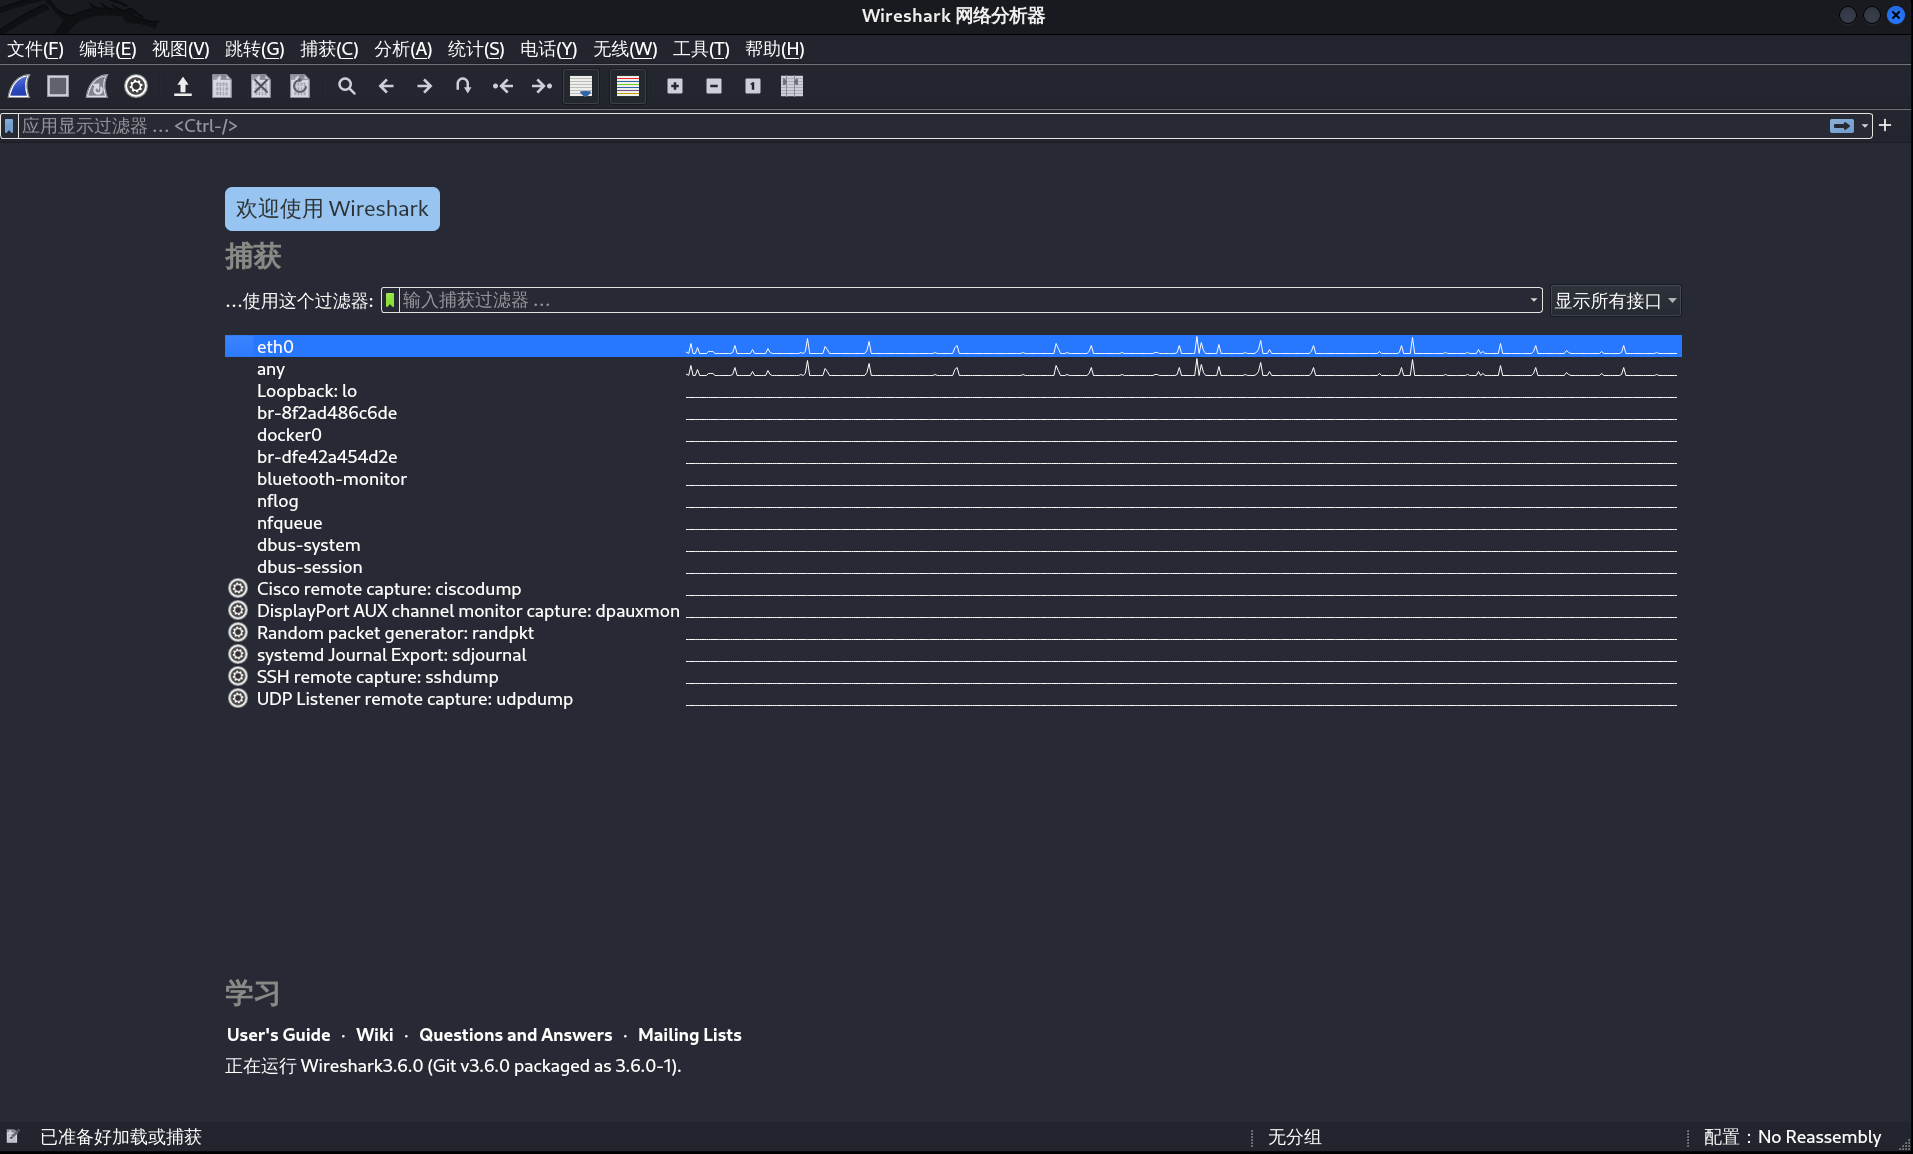 Wireshark 网络分析器
文件(F) 编辑(E) 视图(V) 跳转(G) 捕获(C) 分析(A) 统计(S) 电话(Y) 无线(W) 工具(T) 帮助(H)
应用显示过滤器 … <Ctrl-/>
欢迎使用 Wireshark
捕获
…使用这个过滤器: 输入捕获过滤器 … 显示所有接口
eth0
any
Loopback: lo
br-8f2ad486c6de
docker0
br-dfe42a454d2e
bluetooth-monitor
nflog
nfqueue
dbus-system
dbus-session
Cisco remote capture: ciscodump
DisplayPort AUX channel monitor capture: dpauxmon
Random packet generator: randpkt
systemd Journal Export: sdjournal
SSH remote capture: sshdump
UDP Listener remote capture: udpdump
学习
User's Guide · Wiki · Questions and Answers · Mailing Lists
正在运行 Wireshark3.6.0 (Git v3.6.0 packaged as 3.6.0-1).
已准备好加载或捕获 无分组 配置：No Reassembly